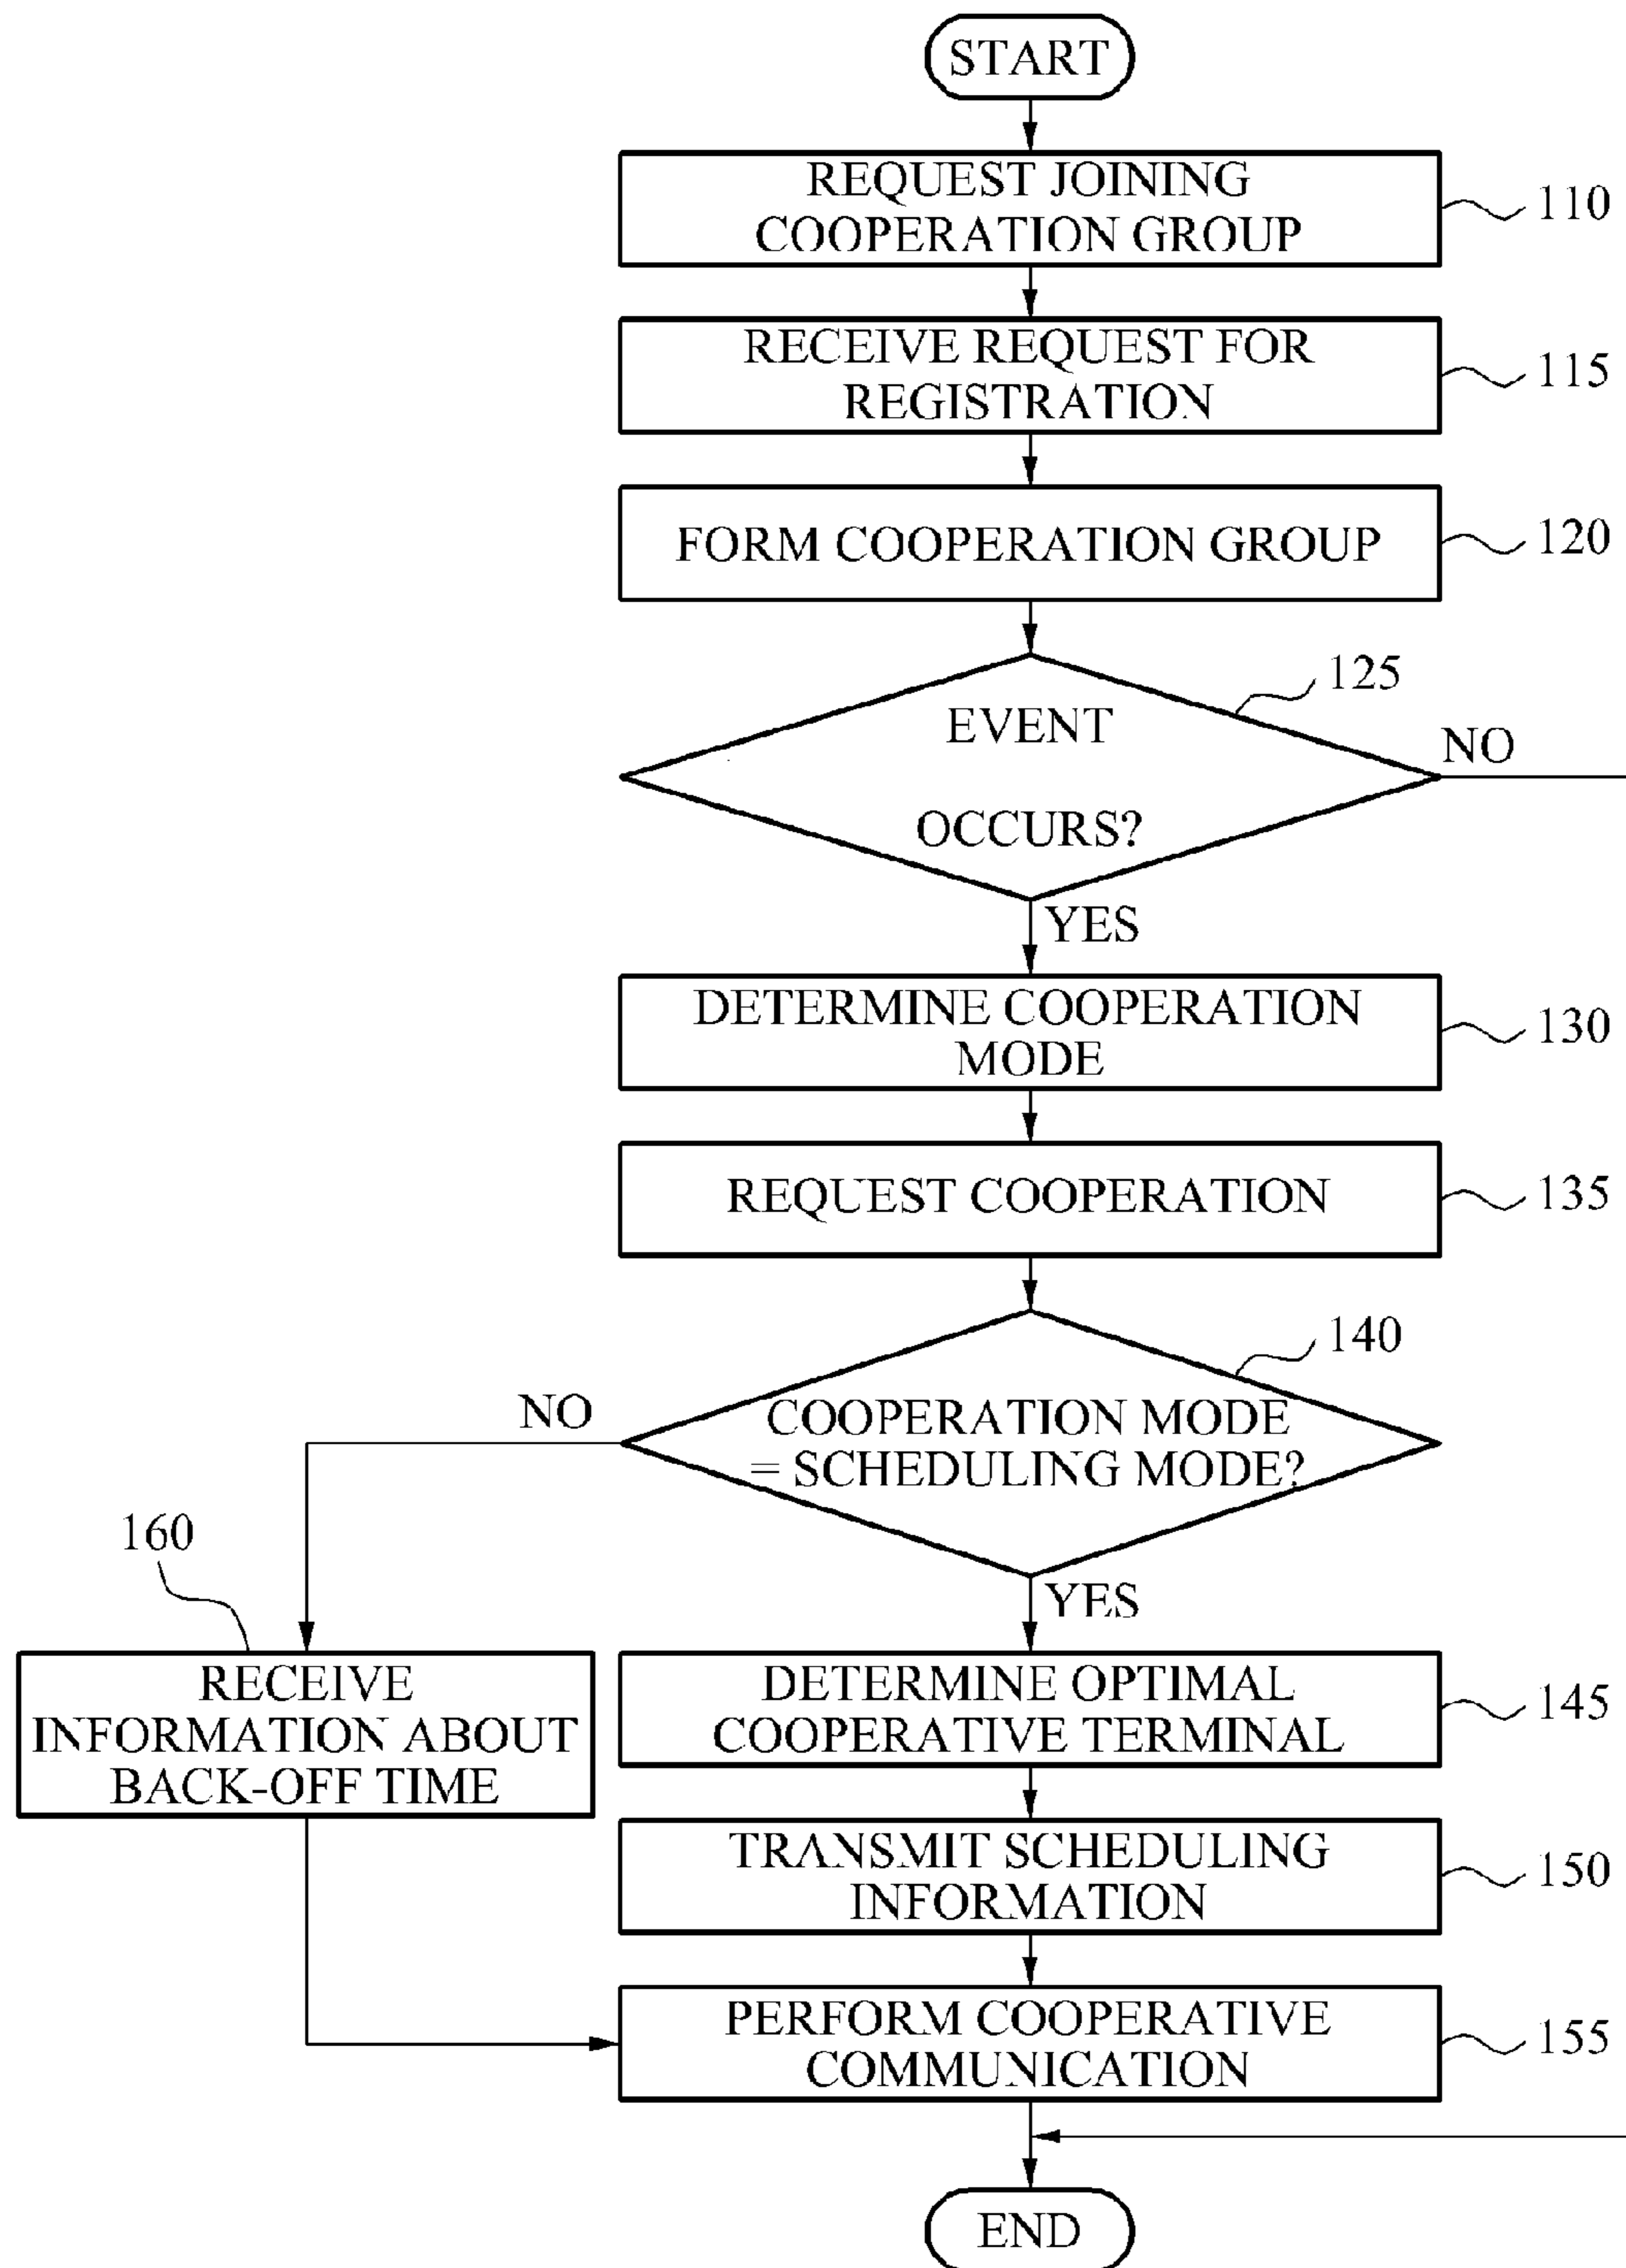 START
REQUEST JOINING
COOPERATION GROUP
110
RECEIVE REQUEST FOR
REGISTRATION
115
FORM COOPERATION GROUP
120
125
EVENT
OCCURS?
NO
YES
DETERMINE COOPERATION
MODE
130
REQUEST COOPERATION
135
140
COOPERATION MODE
= SCHEDULING MODE?
NO
YES
160
RECEIVE
INFORMATION ABOUT
BACK-OFF TIME
DETERMINE OPTIMAL
COOPERATIVE TERMINAL
145
TRANSMIT SCHEDULING
INFORMATION
150
PERFORM COOPERATIVE
COMMUNICATION
155
END